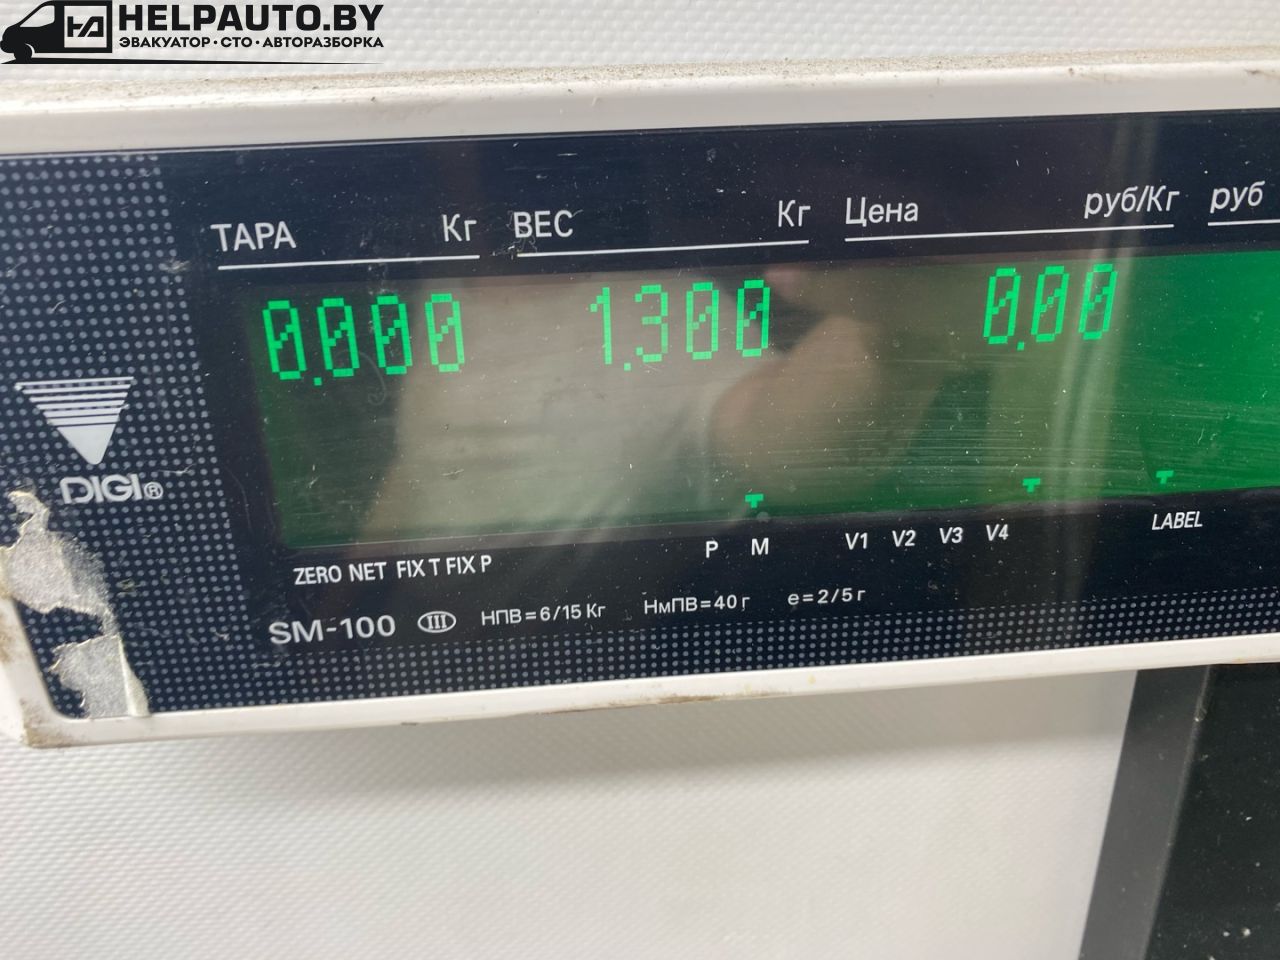 HELPAUTO.BY
ЭВАКУАТОР·СТО·АВТОРАЗБОРКА
ТАРА Кг ВЕС Кг Цена руб/Кг руб
0.000 1.300 0.00
DIGI®
P M V1 V2 V3 V4 LABEL
ZERO NET FIX T FIX P
SM-100 III НПВ=6/15 Кг НмПВ=40 г e=2/5 г